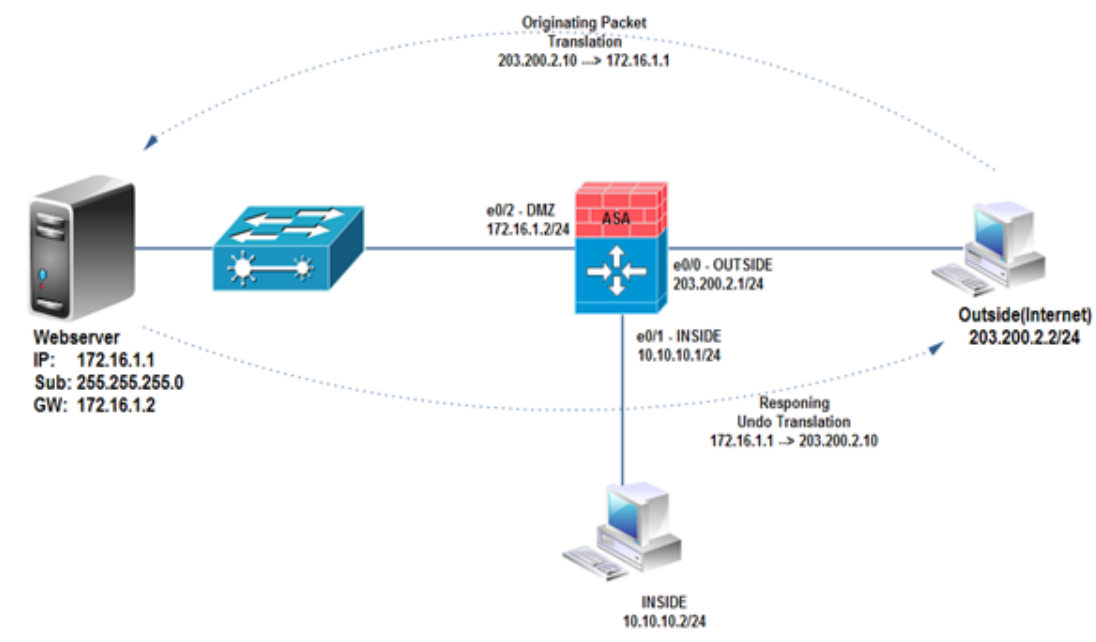 Originating Packet
Translation
203.200.2.10 ---> 172.16.1.1
e0/2 - DMZ
172.16.1.2/24
ASA
e0/0 - OUTSIDE
203.200.2.1/24
Outside(Internet)
203.200.2.2/24
Webserver
IP: 172.16.1.1
Sub: 255.255.255.0
GW: 172.16.1.2
e0/1 - INSIDE
10.10.10.1/24
Responing
Undo Translation
172.16.1.1 --> 203.200.2.10
INSIDE
10.10.10.2/24